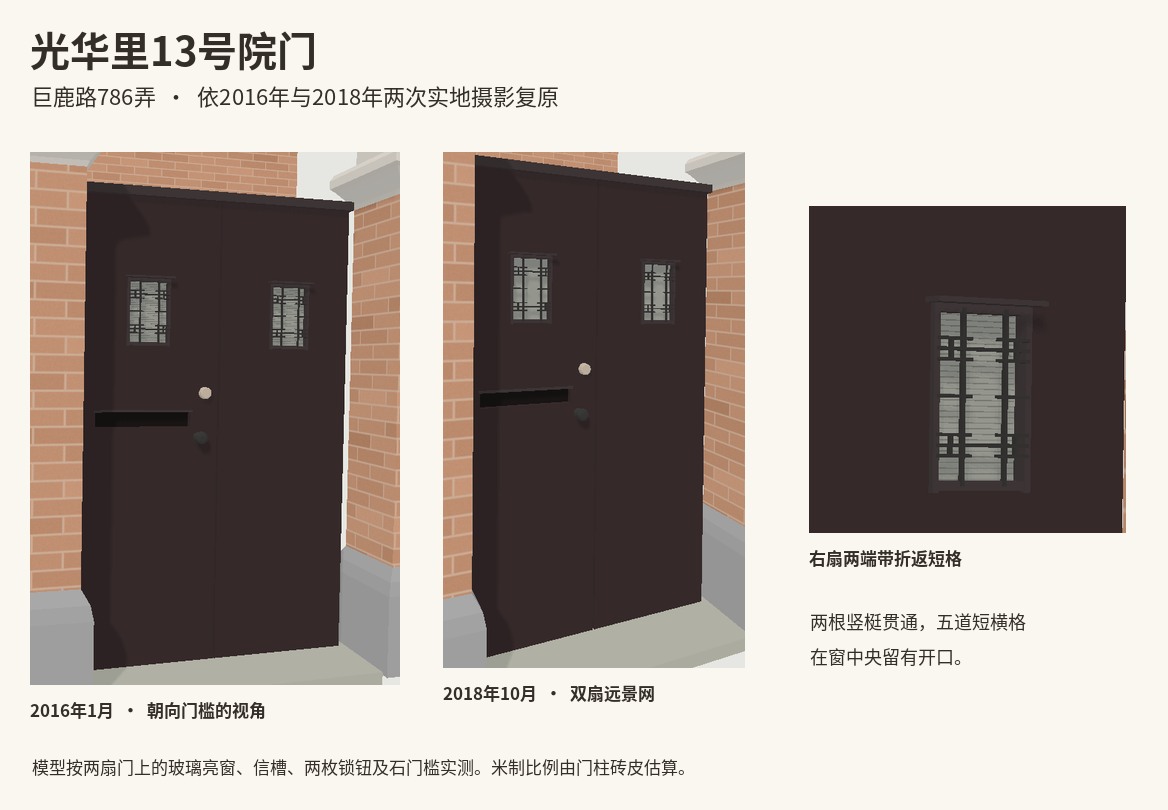 光华里13号院门
巨鹿路786弄 · 依2016年与2018年两次实地摄影复原
2016年1月 · 朝向门槛的视角
2018年10月 · 双扇远景网
右扇两端带折返短格
两根竖梃贯通，五道短横格
在窗中央留有开口。
模型按两扇门上的玻璃亮窗、信槽、两枚锁钮及石门槛实测。米制比例由门柱砖皮估算。